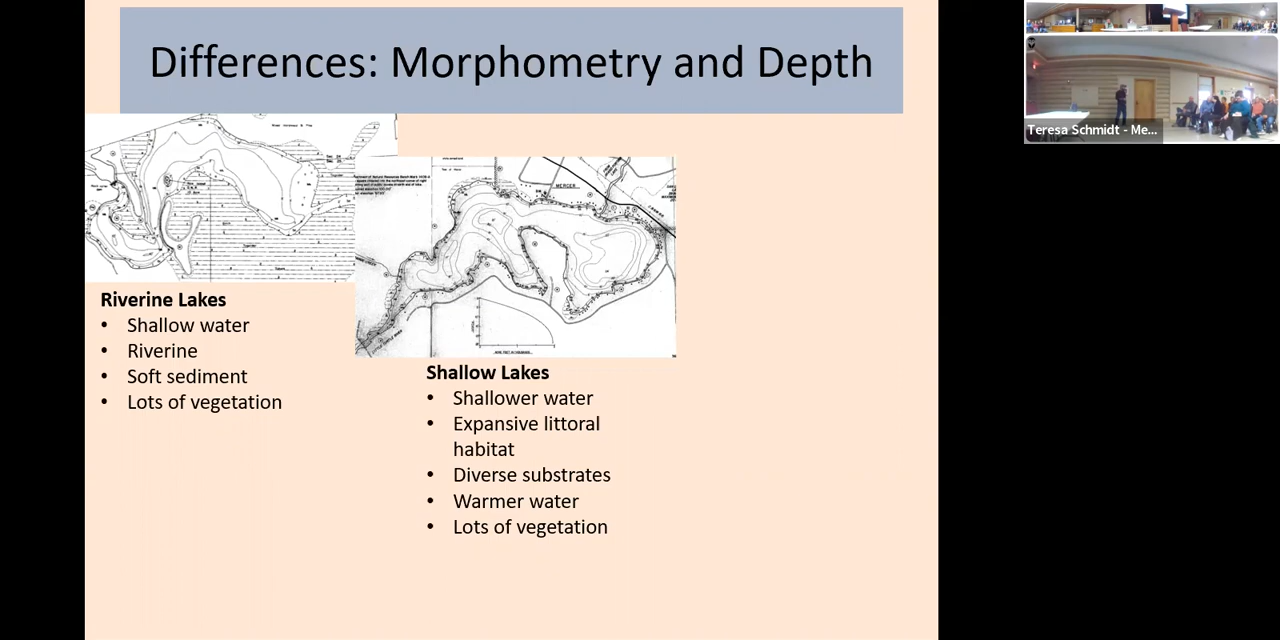 Differences: Morphometry and Depth
MERCER
Riverine Lakes
• Shallow water
• Riverine
• Soft sediment
• Lots of vegetation
Shallow Lakes
• Shallower water
• Expansive littoral
habitat
• Diverse substrates
• Warmer water
• Lots of vegetation
Teresa Schmidt - Me...